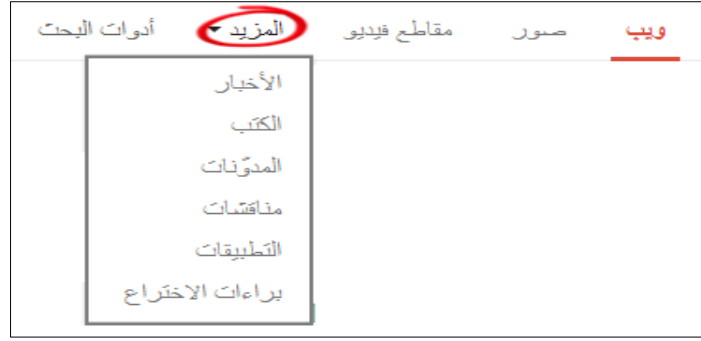 ويب صور مقاطع فيديو المزيد أدوات البحث
الأخبار
الكتب
المدوّنات
مناقشات
التطبيقات
براءات الاختراع